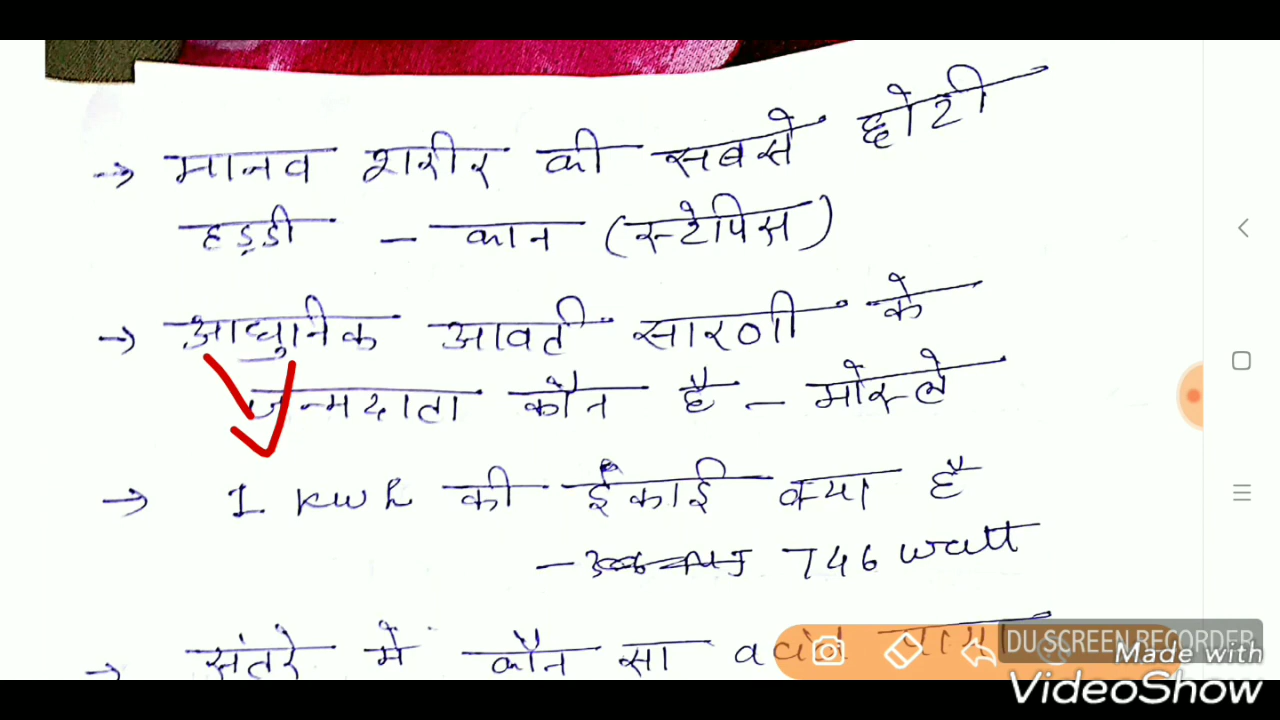 → मानव शरीर की सबसे छोटी
हड्डी - कान (स्टेपिस)
→ आधुनिक आवर्त सारणी के
जन्मदाता कौन है - मोस्ले
→ 1. kwh की ईकाई क्या है
- 746 watt
→ संतरे में कौन सा acid
DU SCREEN RECORDER
Made with
VideoShow